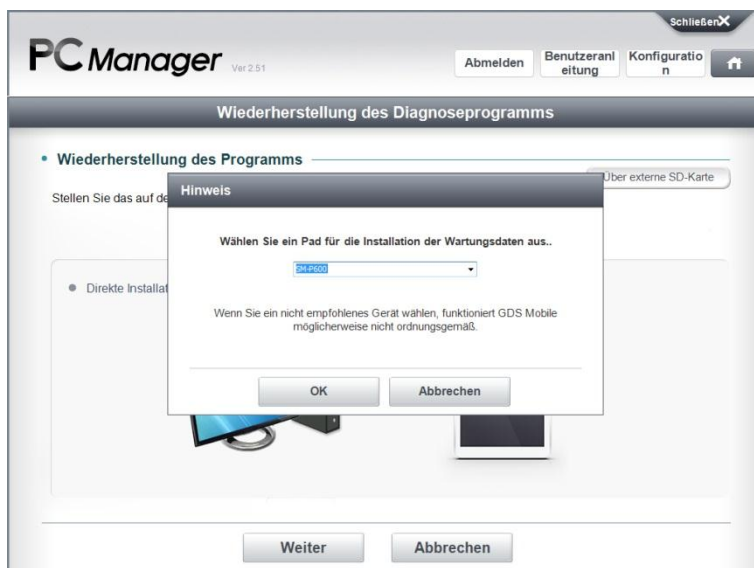 Schließen X
PC Manager Ver 2.51
Abmelden
Benutzeranl
eitung
Konfiguratio
n
Wiederherstellung des Diagnoseprogramms
Wiederherstellung des Programms
Über externe SD-Karte
Stellen Sie das auf de
Hinweis
Wählen Sie ein Pad für die Installation der Wartungsdaten aus..
SM-P600
Direkte Installat
Wenn Sie ein nicht empfohlenes Gerät wählen, funktioniert GDS Mobile
möglicherweise nicht ordnungsgemäß.
OK
Abbrechen
Weiter
Abbrechen